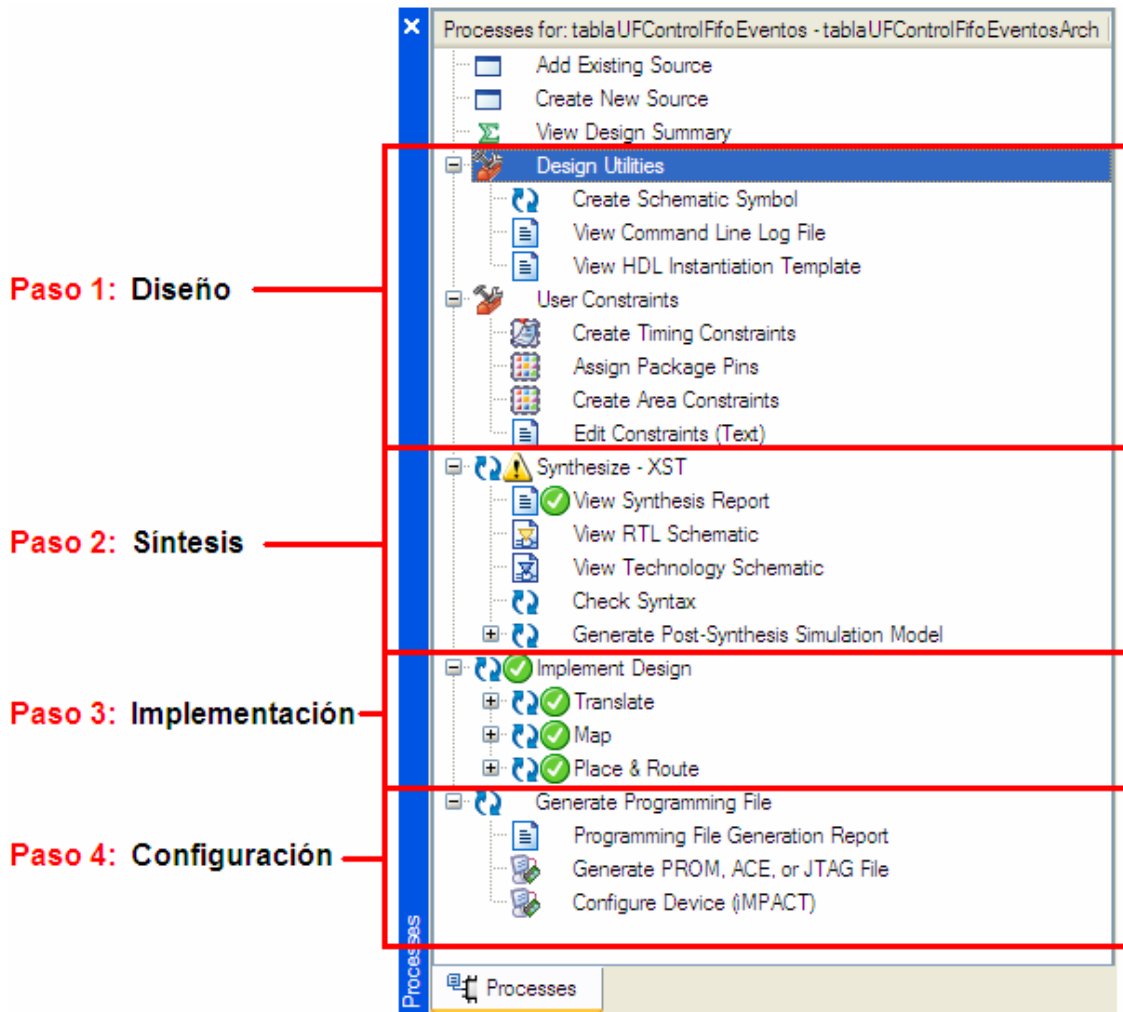 Processes for: tablaUFControlFifoEventos - tablaUFControlFifoEventosArch
Add Existing Source
Create New Source
View Design Summary
Design Utilities
Create Schematic Symbol
View Command Line Log File
View HDL Instantiation Template
Paso 1: Diseño
User Constraints
Create Timing Constraints
Assign Package Pins
Create Area Constraints
Edit Constraints (Text)
Synthesize - XST
View Synthesis Report
Paso 2: Síntesis
View RTL Schematic
View Technology Schematic
Check Syntax
Generate Post-Synthesis Simulation Model
Implement Design
Translate
Paso 3: Implementación
Map
Place & Route
Generate Programming File
Programming File Generation Report
Paso 4: Configuración
Generate PROM, ACE, or JTAG File
Configure Device (iMPACT)
Processes
Processes